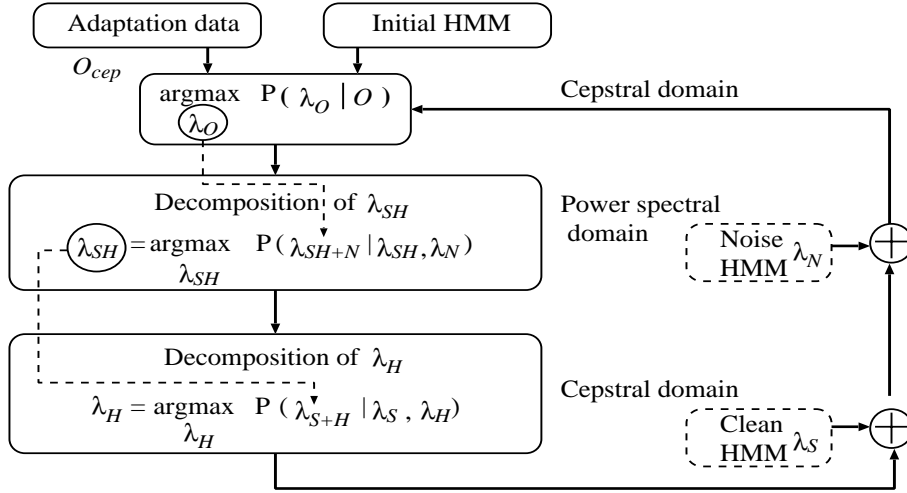 Adaptation data
Initial HMM
O_cep
argmax P( λ_O | O )
λ_O
Cepstral domain
Decomposition of λ_SH
λ_SH = argmax P( λ_SH+N | λ_SH, λ_N )
λ_SH
Power spectral
domain
Noise
HMM λ_N
Decomposition of λ_H
λ_H = argmax P( λ_S+H | λ_S , λ_H )
λ_H
Cepstral domain
Clean
HMM λ_S